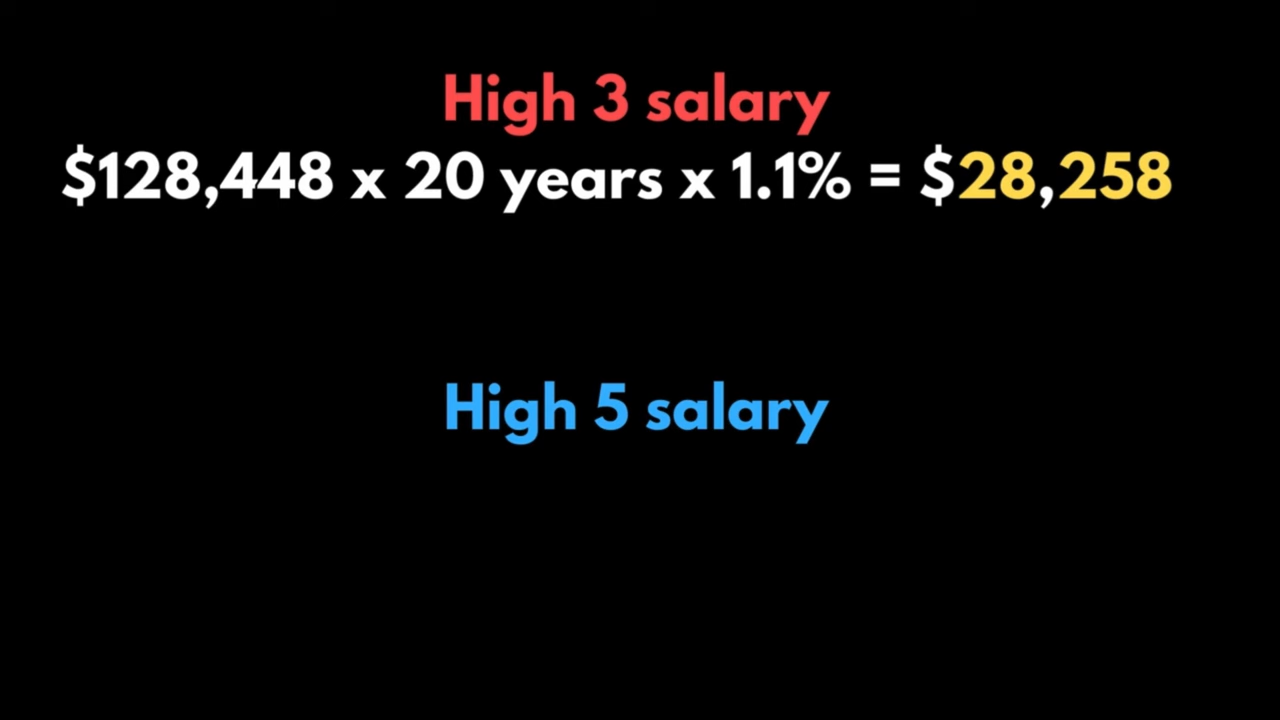 High 3 salary
$128,448 x 20 years x 1.1% = $28,258
High 5 salary